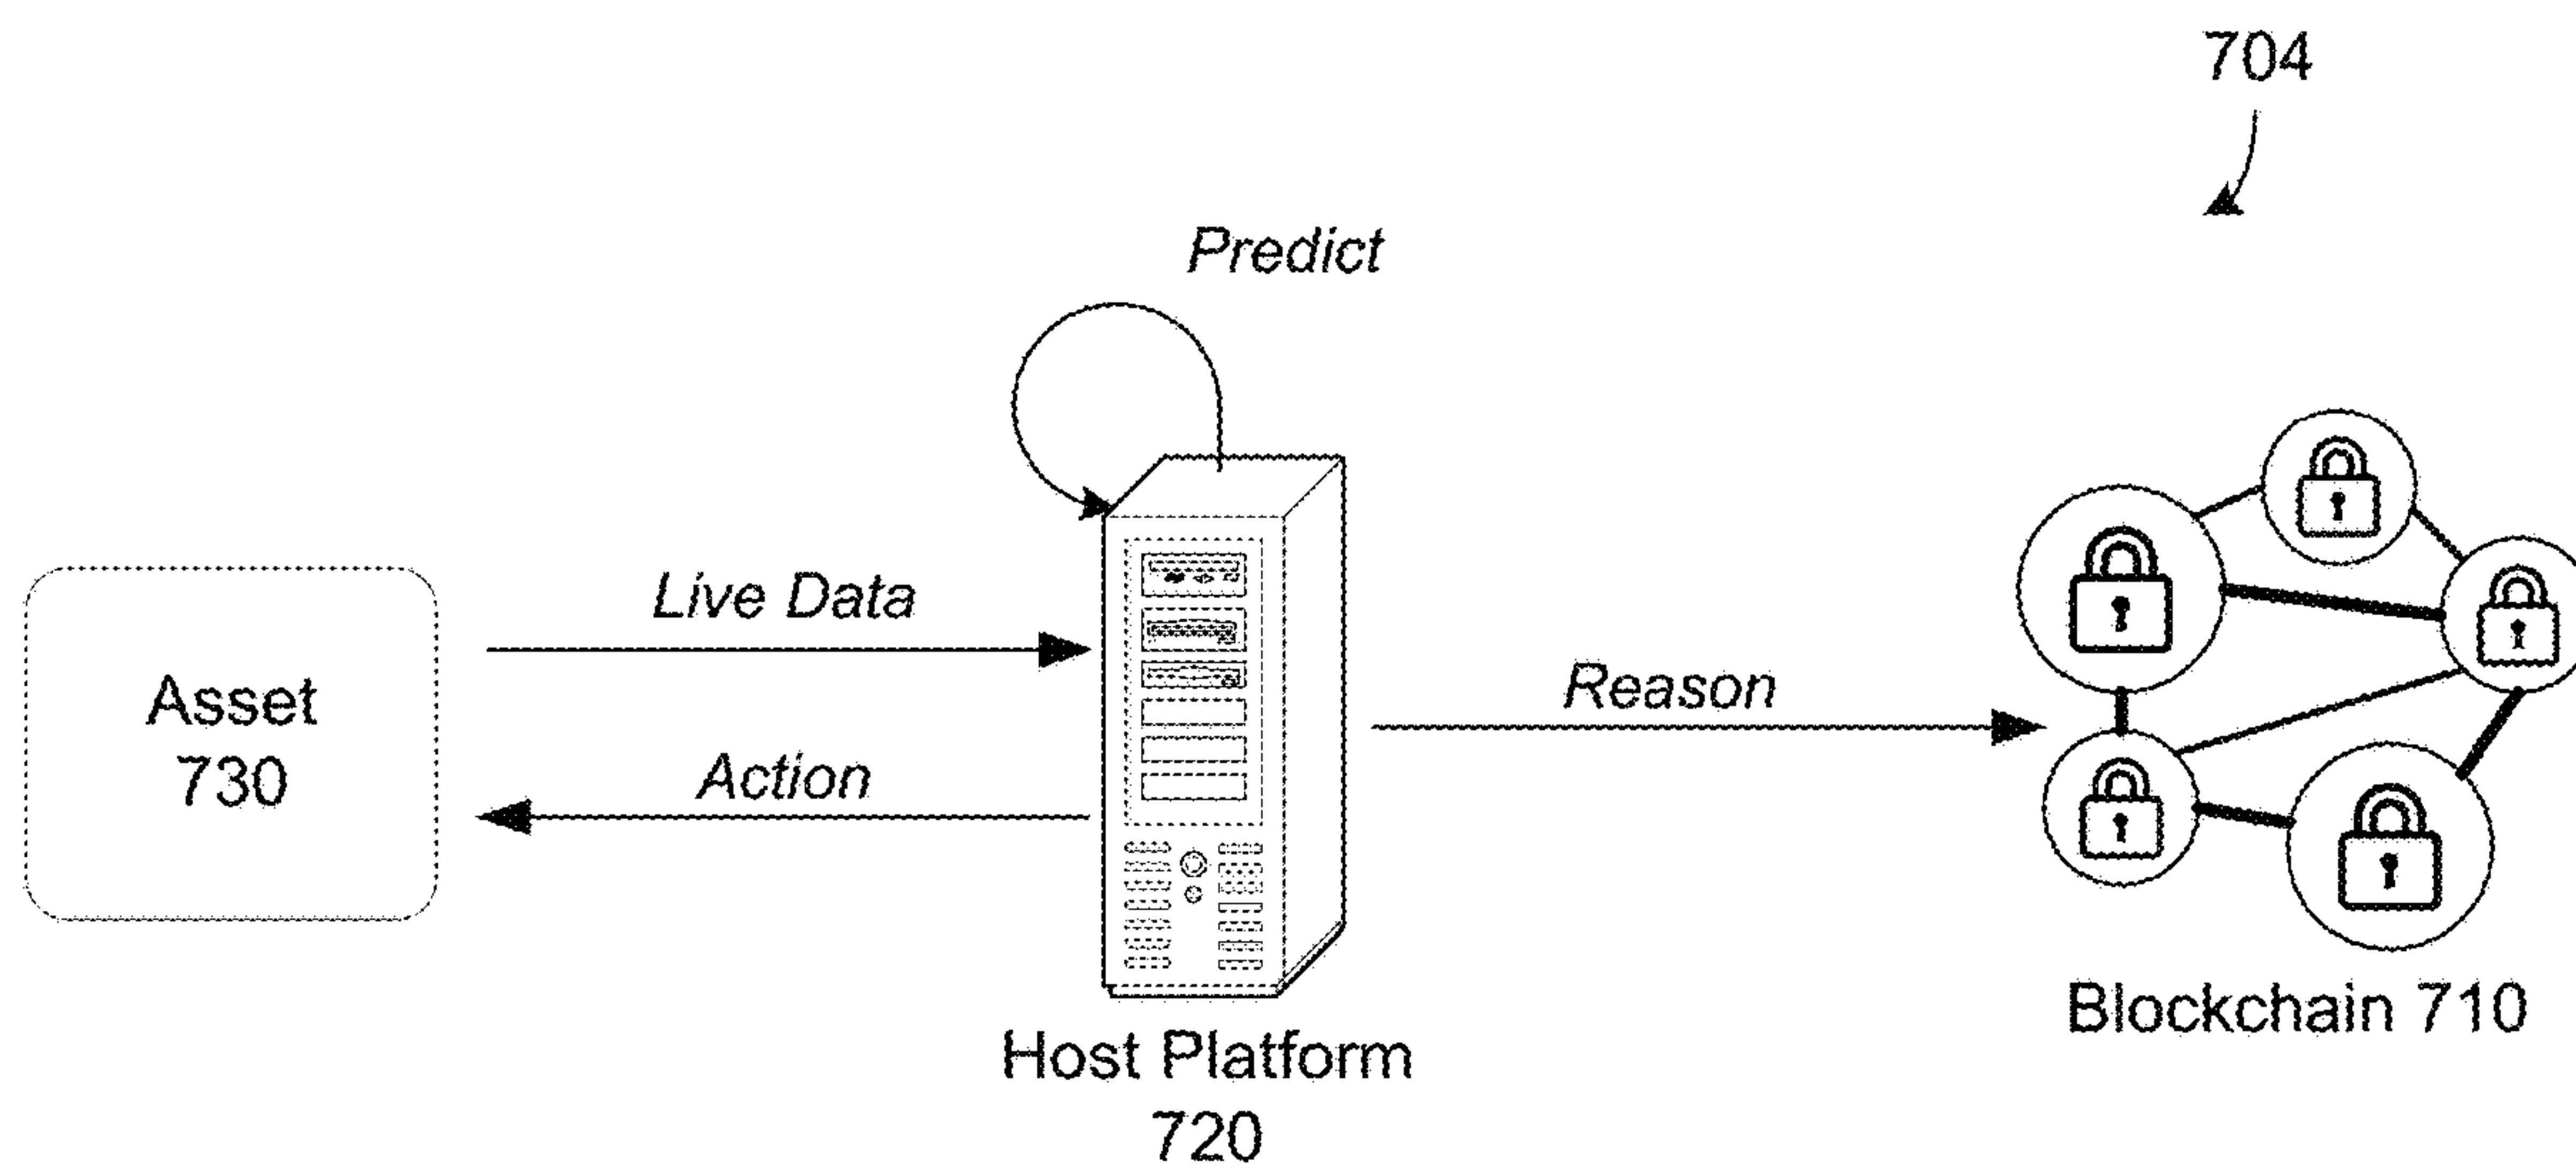 704
Predict
Live Data
Asset
730
Action
Reason
Host Platform
720
Blockchain 710